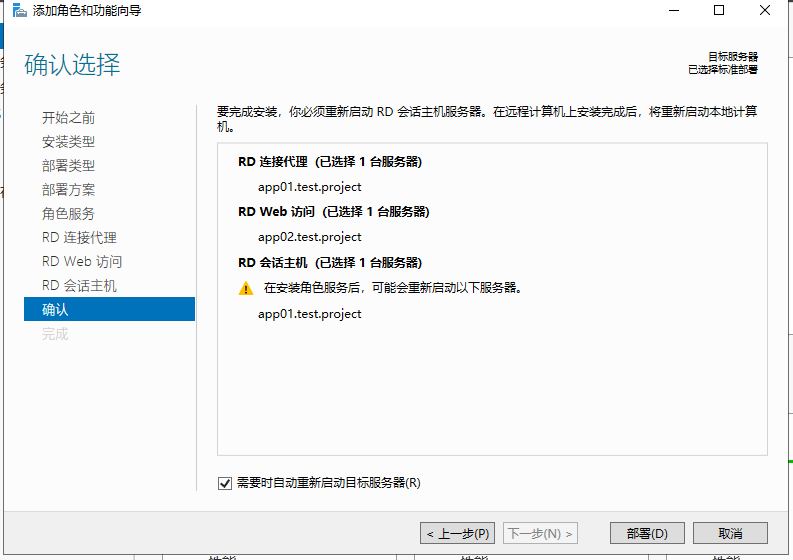 添加角色和功能向导
确认选择
目标服务器
已选择标准部署
开始之前
安装类型
部署类型
部署方案
角色服务
RD 连接代理
RD Web 访问
RD 会话主机
确认
完成
要完成安装，你必须重新启动 RD 会话主机服务器。在远程计算机上安装完成后，将重新启动本地计算
机。
RD 连接代理 (已选择 1 台服务器)
app01.test.project
RD Web 访问 (已选择 1 台服务器)
app02.test.project
RD 会话主机 (已选择 1 台服务器)
在安装角色服务后，可能会重新启动以下服务器。
app01.test.project
需要时自动重新启动目标服务器(R)
< 上一步(P)
下一步(N) >
部署(D)
取消